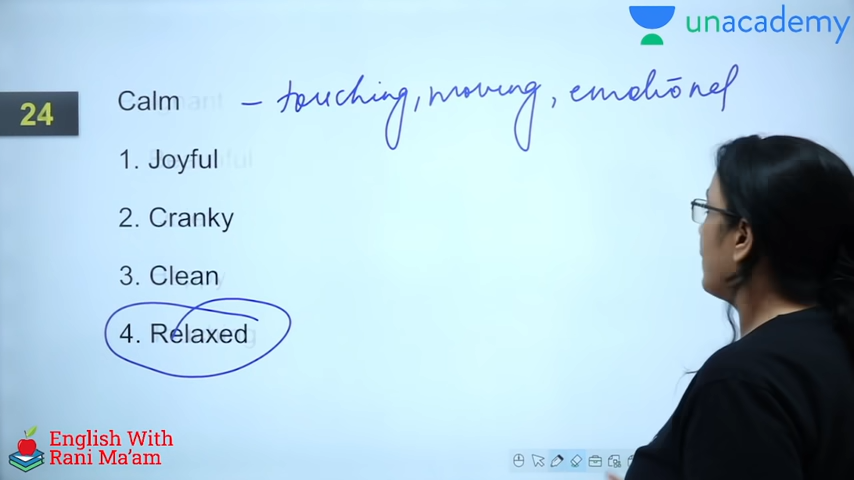 unacademy
24
Calm - touching, moving, emotional
1. Joyful
2. Cranky
3. Clean
4. Relaxed
English With
Rani Ma'am